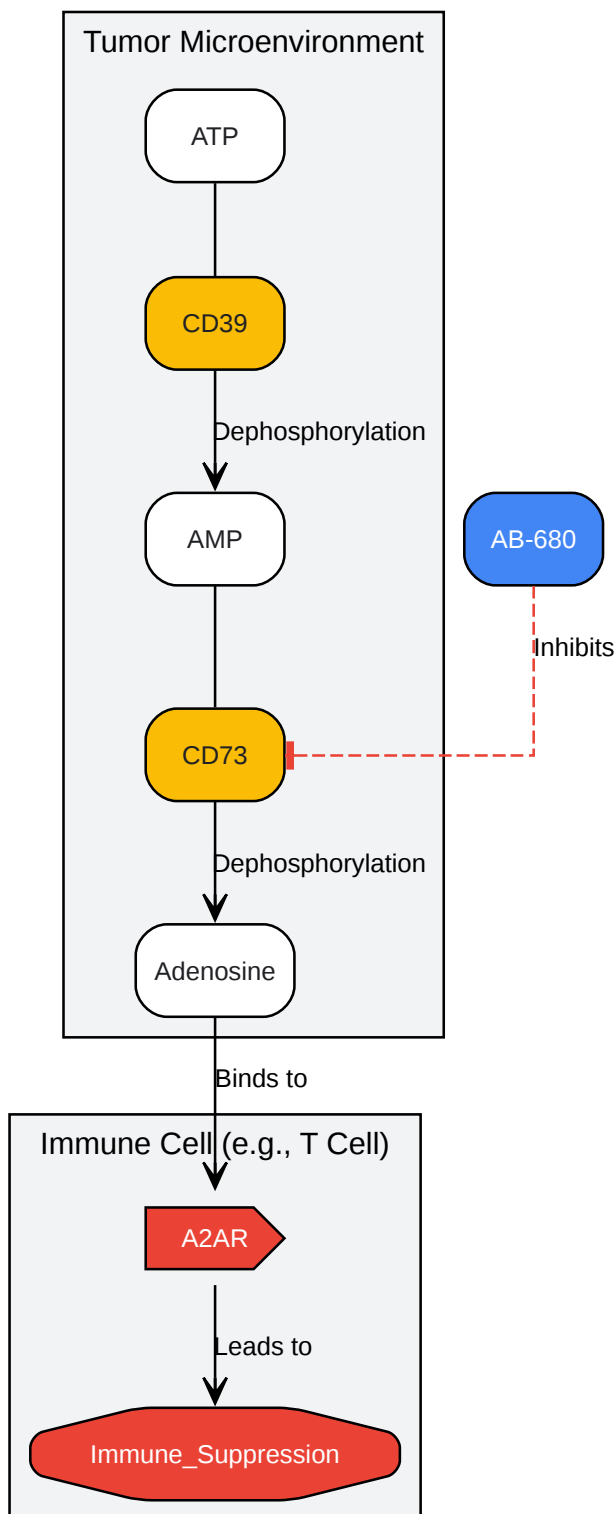 Tumor Microenvironment
ATP
CD39
Dephosphorylation
AMP
AB-680
Inhibits
CD73
Dephosphorylation
Adenosine
Binds to
Immune Cell (e.g., T Cell)
A2AR
Leads to
Immune_Suppression